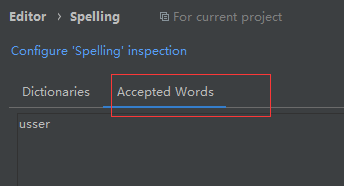 Editor › Spelling For current project
Configure 'Spelling' inspection
Dictionaries Accepted Words
usser